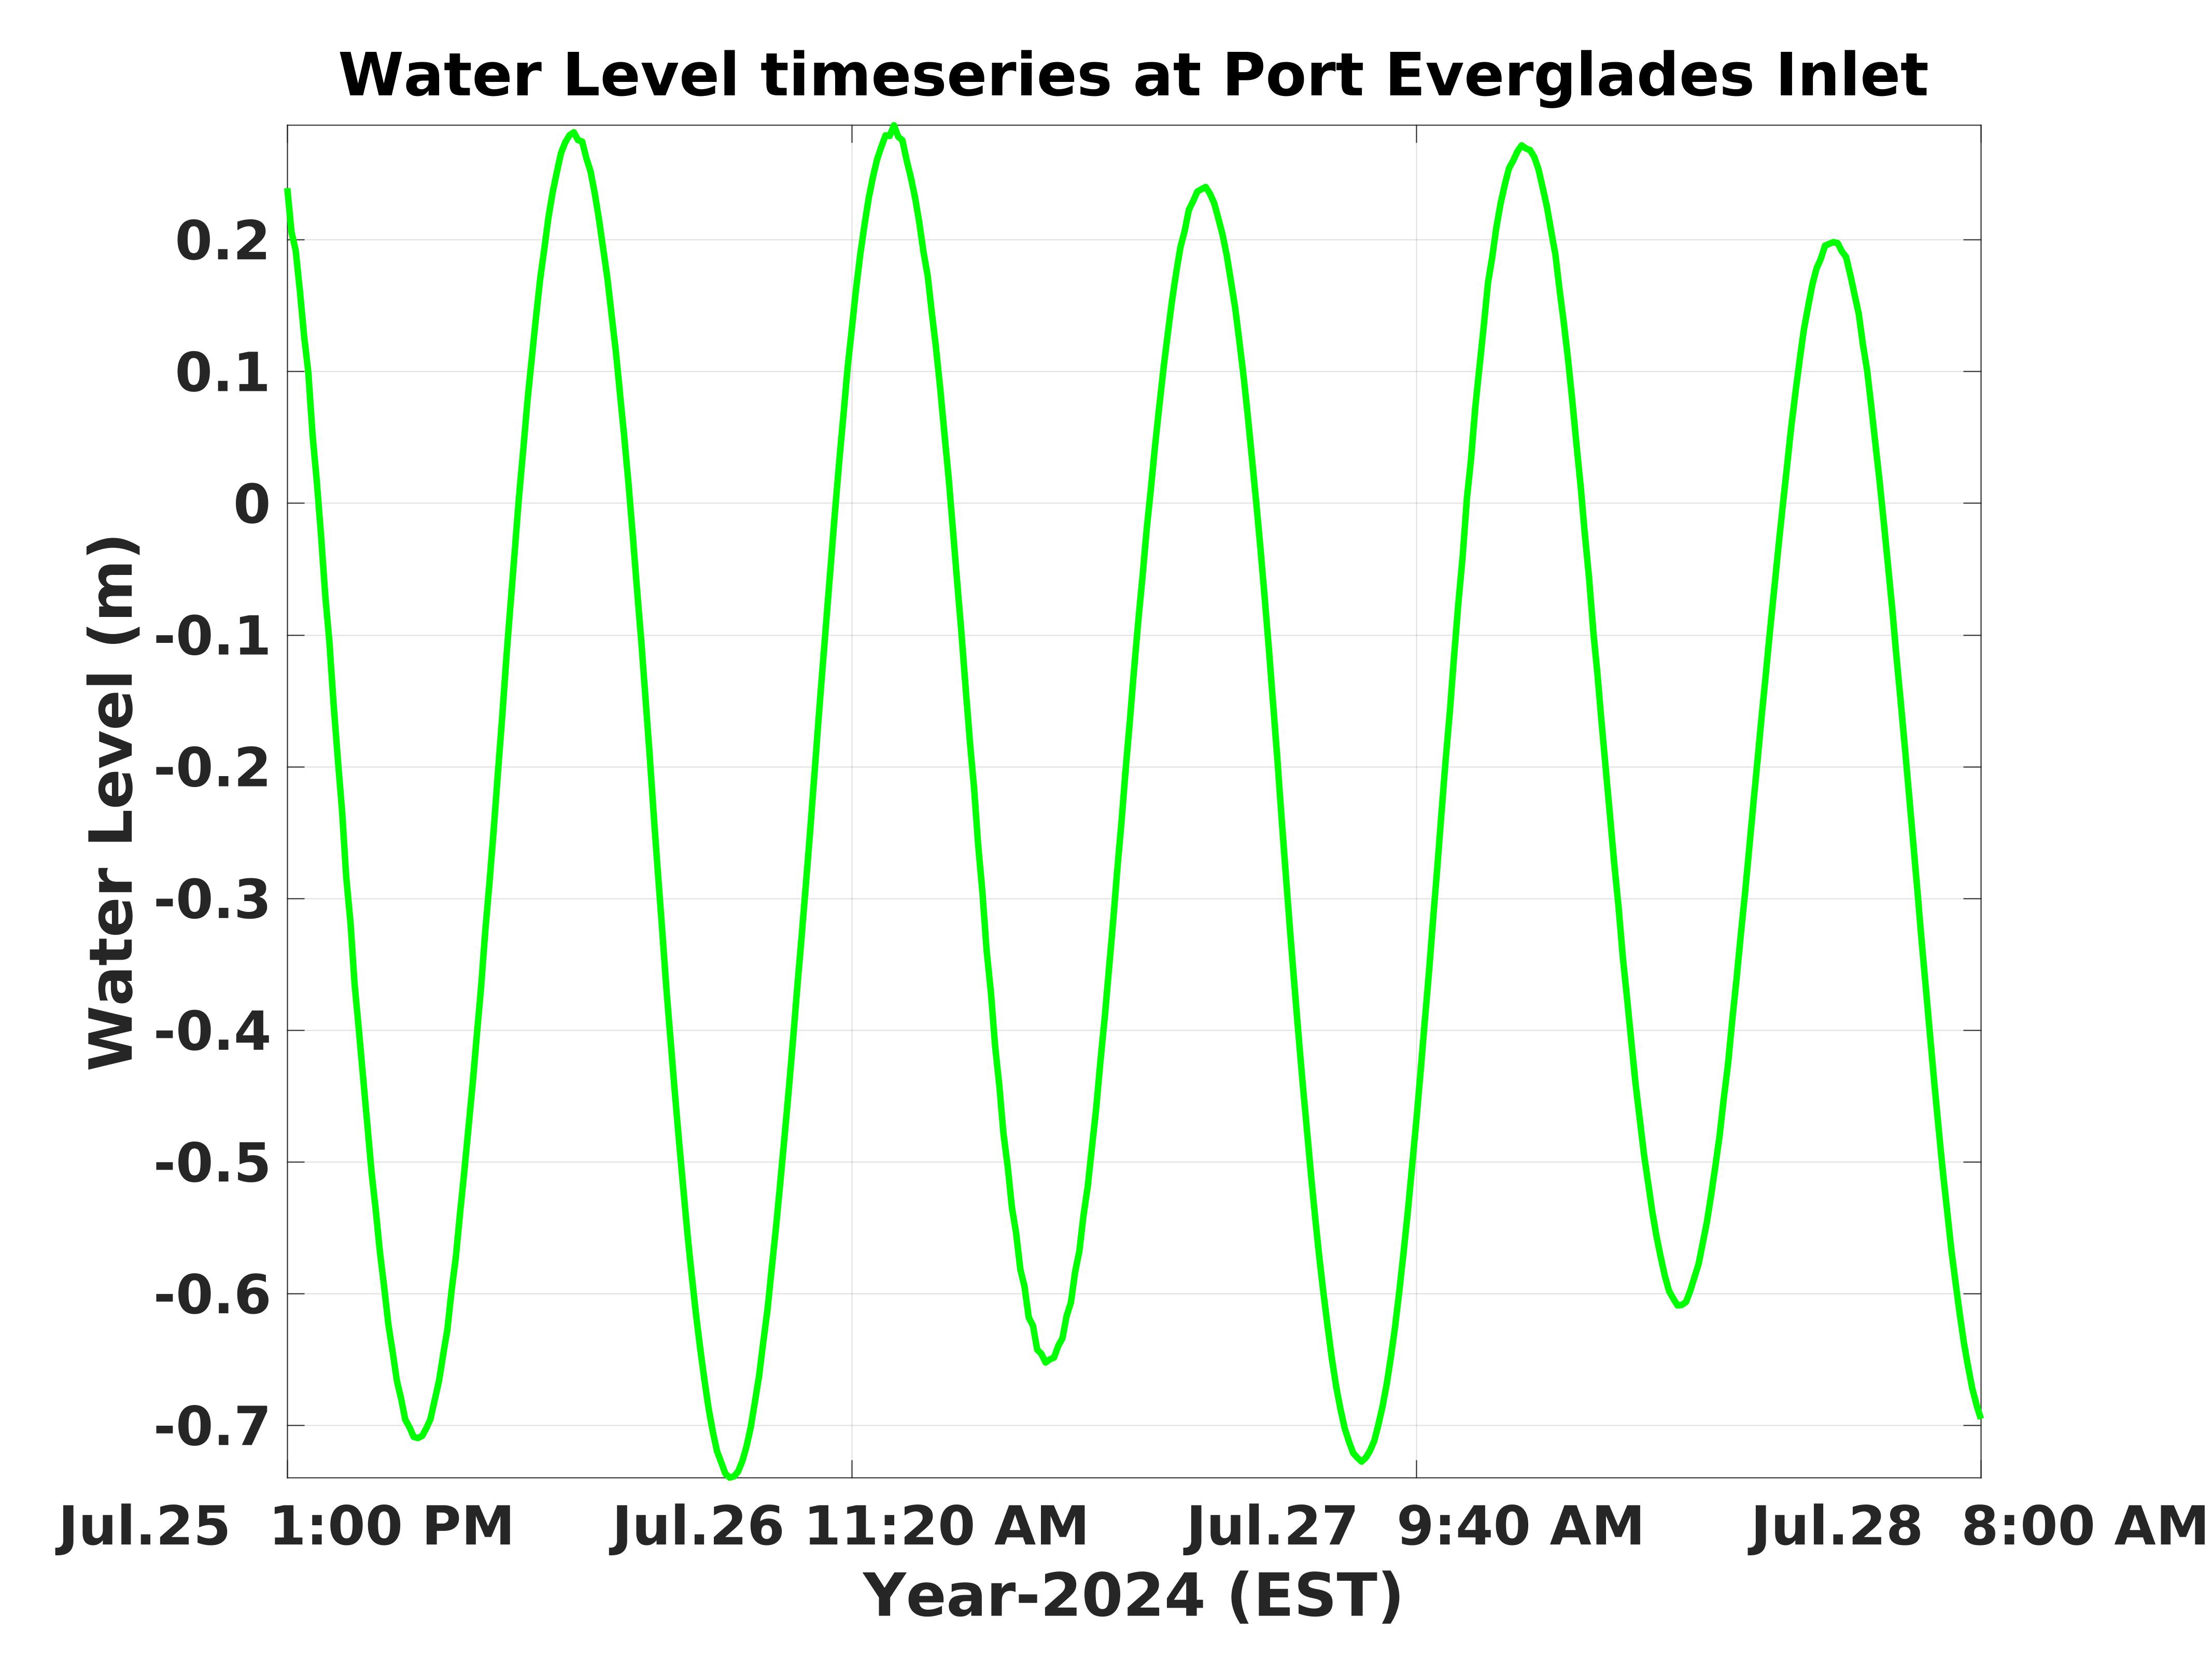 Water Level timeseries at Port Everglades Inlet
0.2
0.1
0
-0.1
-0.2
-0.3
-0.4
-0.5
-0.6
-0.7
Water Level (m)
Jul.25 1:00 PM
Jul.26 11:20 AM
Jul.27 9:40 AM
Jul.28 8:00 AM
Year-2024 (EST)